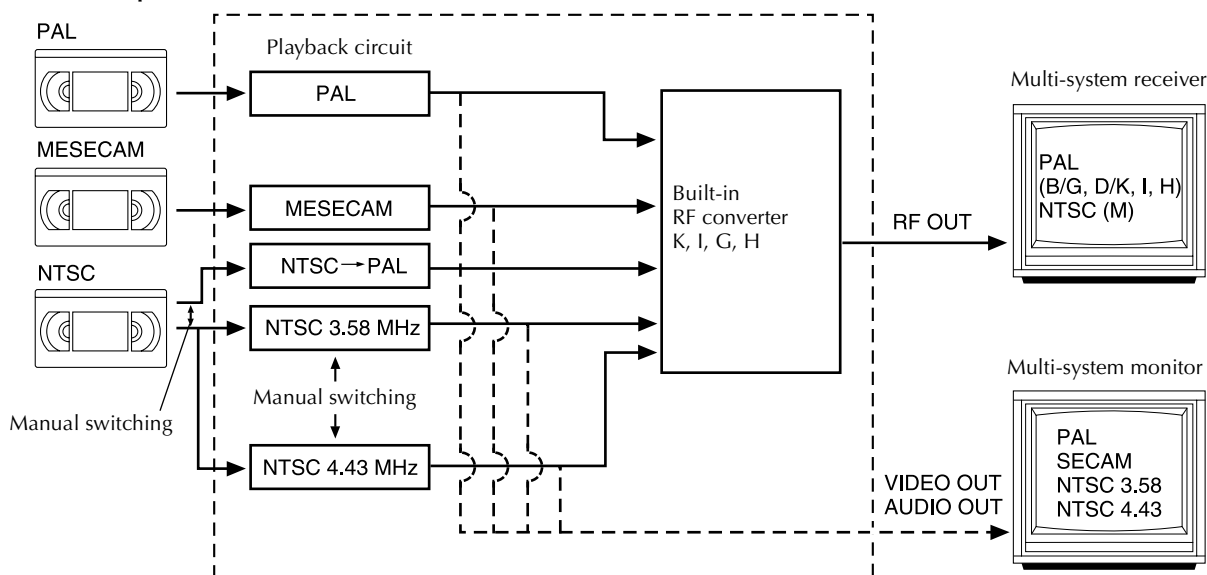 PAL
Playback circuit
PAL
MESECAM
MESECAM
NTSC
NTSC→PAL
NTSC 3.58 MHz
Manual switching
Manual switching
NTSC 4.43 MHz
Built-in
RF converter
K, I, G, H
RF OUT
Multi-system receiver
PAL
(B/G, D/K, I, H)
NTSC (M)
VIDEO OUT
AUDIO OUT
Multi-system monitor
PAL
SECAM
NTSC 3.58
NTSC 4.43